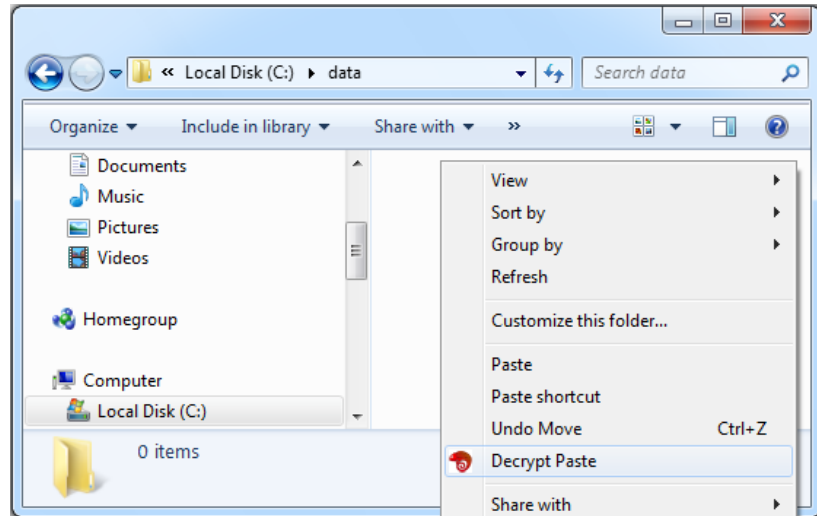 « Local Disk (C:) ▸ data
Search data
Organize ▾ Include in library ▾ Share with ▾ »
Documents
Music
Pictures
Videos
Homegroup
Computer
Local Disk (C:)
0 items
View
Sort by
Group by
Refresh
Customize this folder...
Paste
Paste shortcut
Undo Move Ctrl+Z
Decrypt Paste
Share with